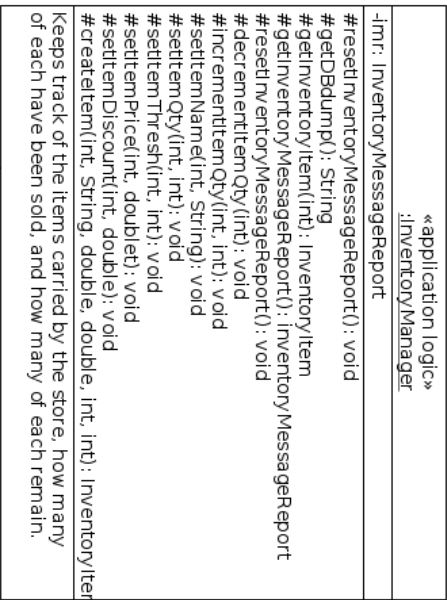 «application logic»
:InventoryManager
-imr: InventoryMessageReport
#resetInventoryMessageReport(): void
#getDBdump(): String
#getInventoryItem(int): InventoryItem
#getInventoryMessageReport(): inventoryMessageReport
#resetInventoryMessageReport(): void
#decrementItemQty(int): void
#incrementItemQty(int, int): void
#setItemName(int, String): void
#setItemQty(int, int): void
#setItemThresh(int, int): void
#setItemPrice(int, doublet): void
#setItemDiscount(int, double): void
#createItem(int, String, double, double, int, int): InventoryIter
Keeps track of the items carried by the store, how many
of each have been sold, and how many of each remain.